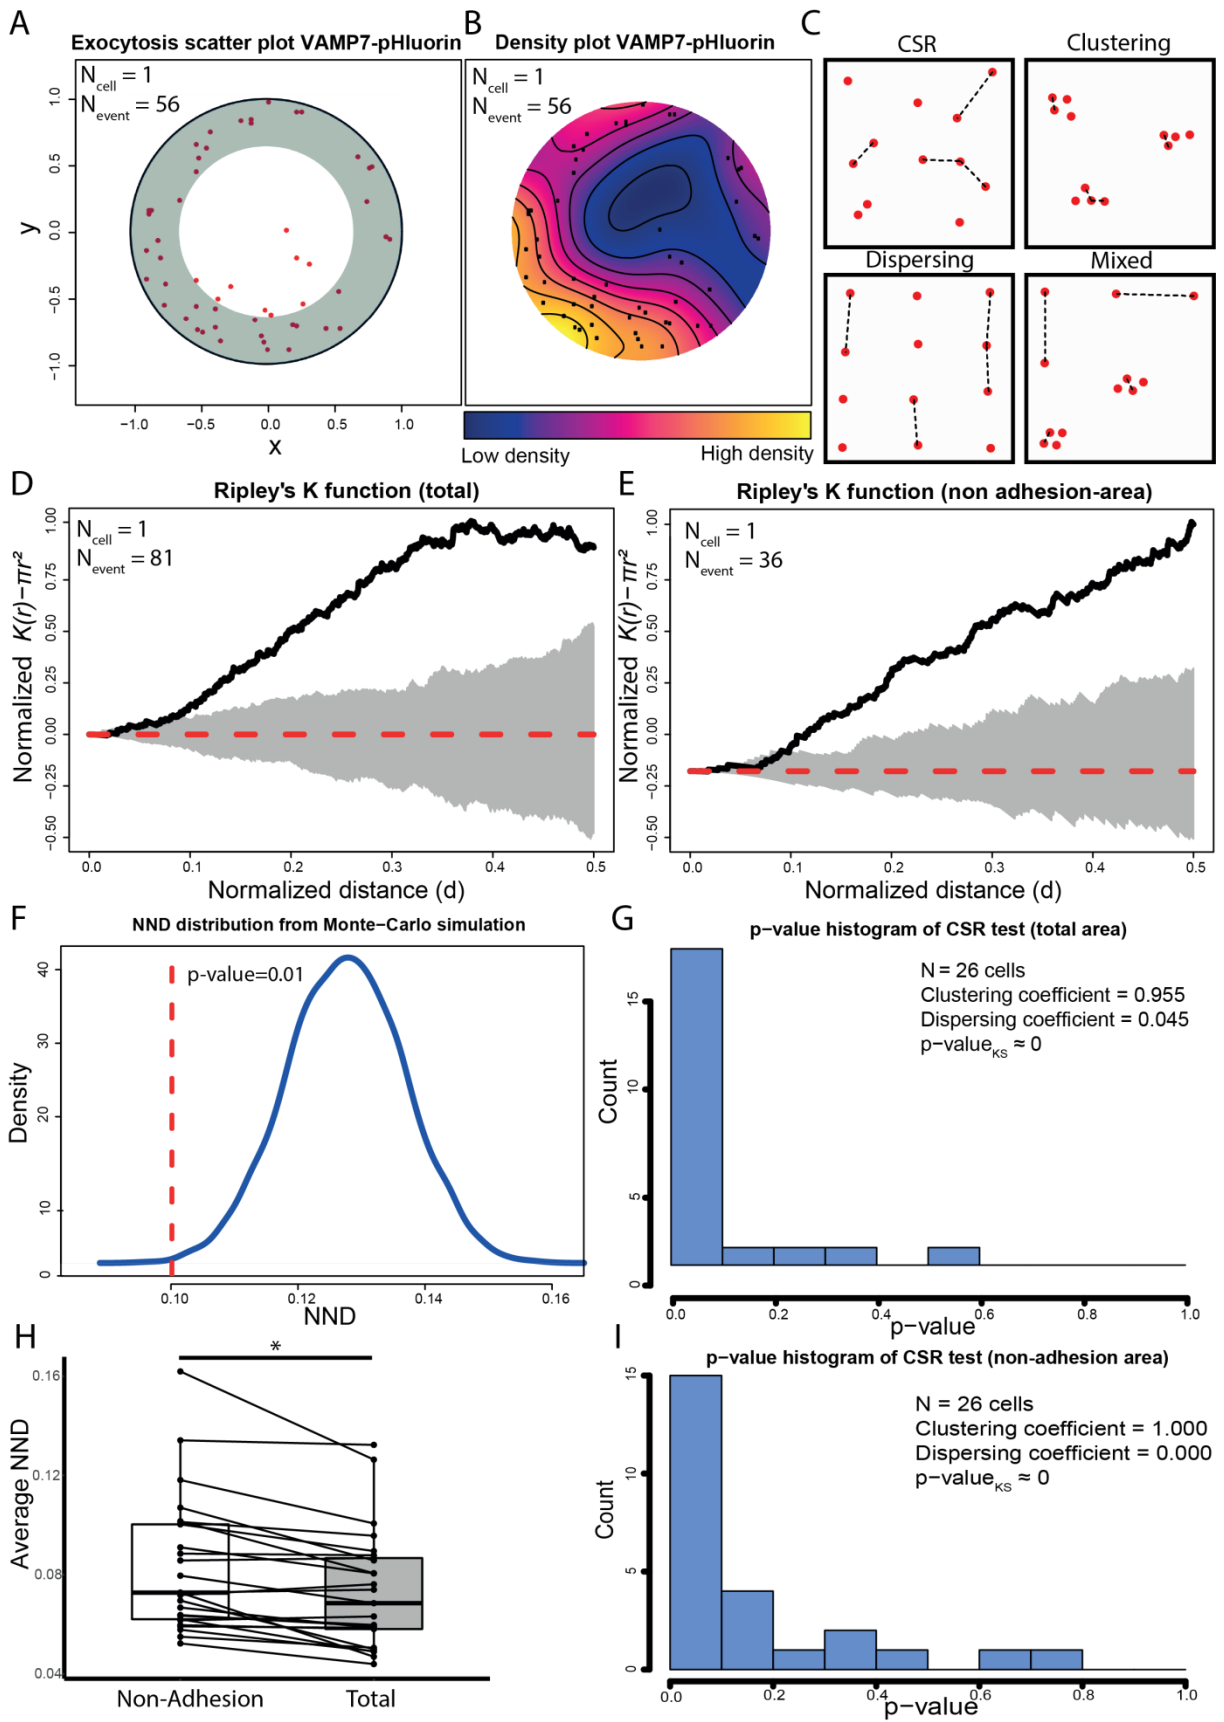 A
Exocytosis scatter plot VAMP7-pHluorin
N_cell = 1
N_event = 56
1.0
0.5
0.0
−0.5
−1.0
y
−1.0
−0.5
0.0
0.5
1.0
x
B
Density plot VAMP7-pHluorin
N_cell = 1
N_event = 56
Low density
High density
C
CSR
Clustering
Dispersing
Mixed
D
Ripley's K function (total)
N_cell = 1
N_event = 81
Normalized K(r)−πr²
1.00
0.75
0.50
0.25
0.00
−0.25
−0.50
0.0
0.1
0.2
0.3
0.4
0.5
Normalized distance (d)
E
Ripley's K function (non adhesion-area)
N_cell = 1
N_event = 36
Normalized K(r)−πr²
1.00
0.75
0.50
0.25
0.00
−0.25
−0.50
0.0
0.1
0.2
0.3
0.4
0.5
Normalized distance (d)
F
NND distribution from Monte−Carlo simulation
p-value=0.01
Density
40
30
20
10
0
0.10
0.12
0.14
0.16
NND
G
p−value histogram of CSR test (total area)
N = 26 cells
Clustering coefficient = 0.955
Dispersing coefficient = 0.045
p−value_KS ≈ 0
Count
15
10
5
0
0.0
0.2
0.4
0.6
0.8
1.0
p−value
H
*
Average NND
0.16
0.12
0.08
0.04
Non-Adhesion
Total
I
p−value histogram of CSR test (non−adhesion area)
N = 26 cells
Clustering coefficient = 1.000
Dispersing coefficient = 0.000
p−value_KS ≈ 0
Count
15
10
5
0
0.0
0.2
0.4
0.6
0.8
1.0
p−value